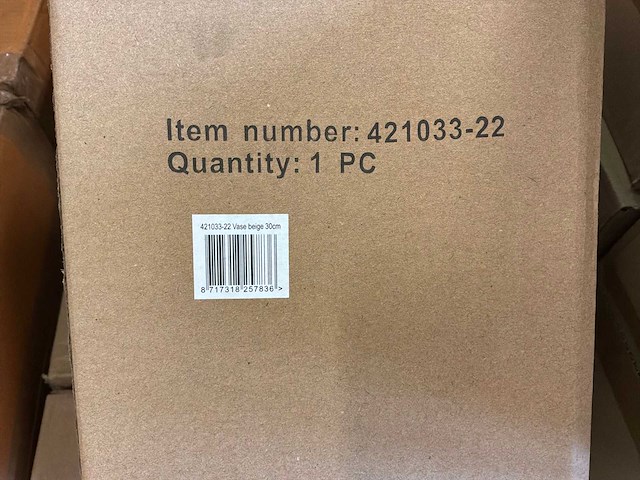 Item number: 421033-22
Quantity: 1 PC
421033-22 Vase beige 30cm
8 717318 257836 >